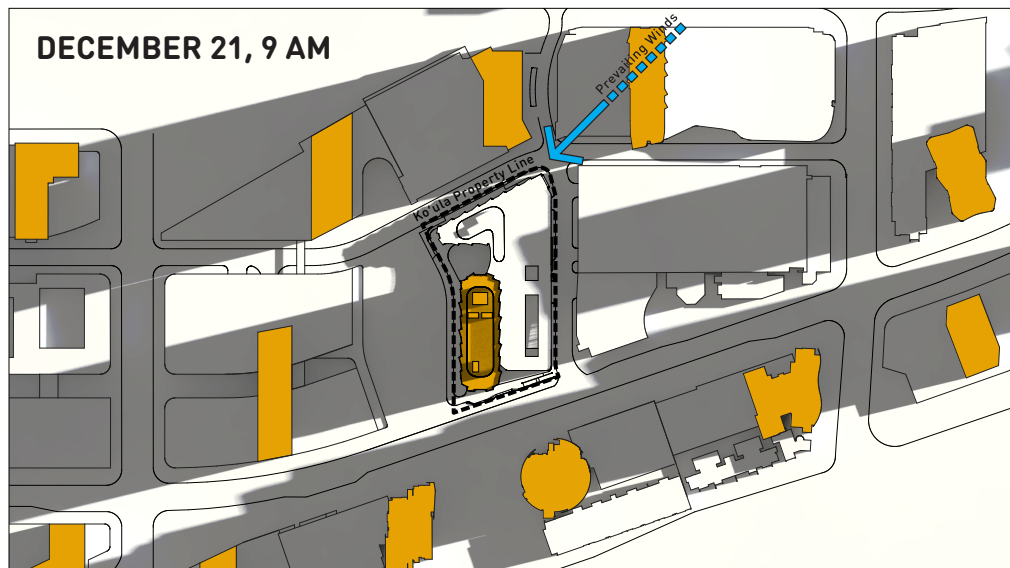 DECEMBER 21, 9 AM
Prevailing Winds
Ko'ula Property Line